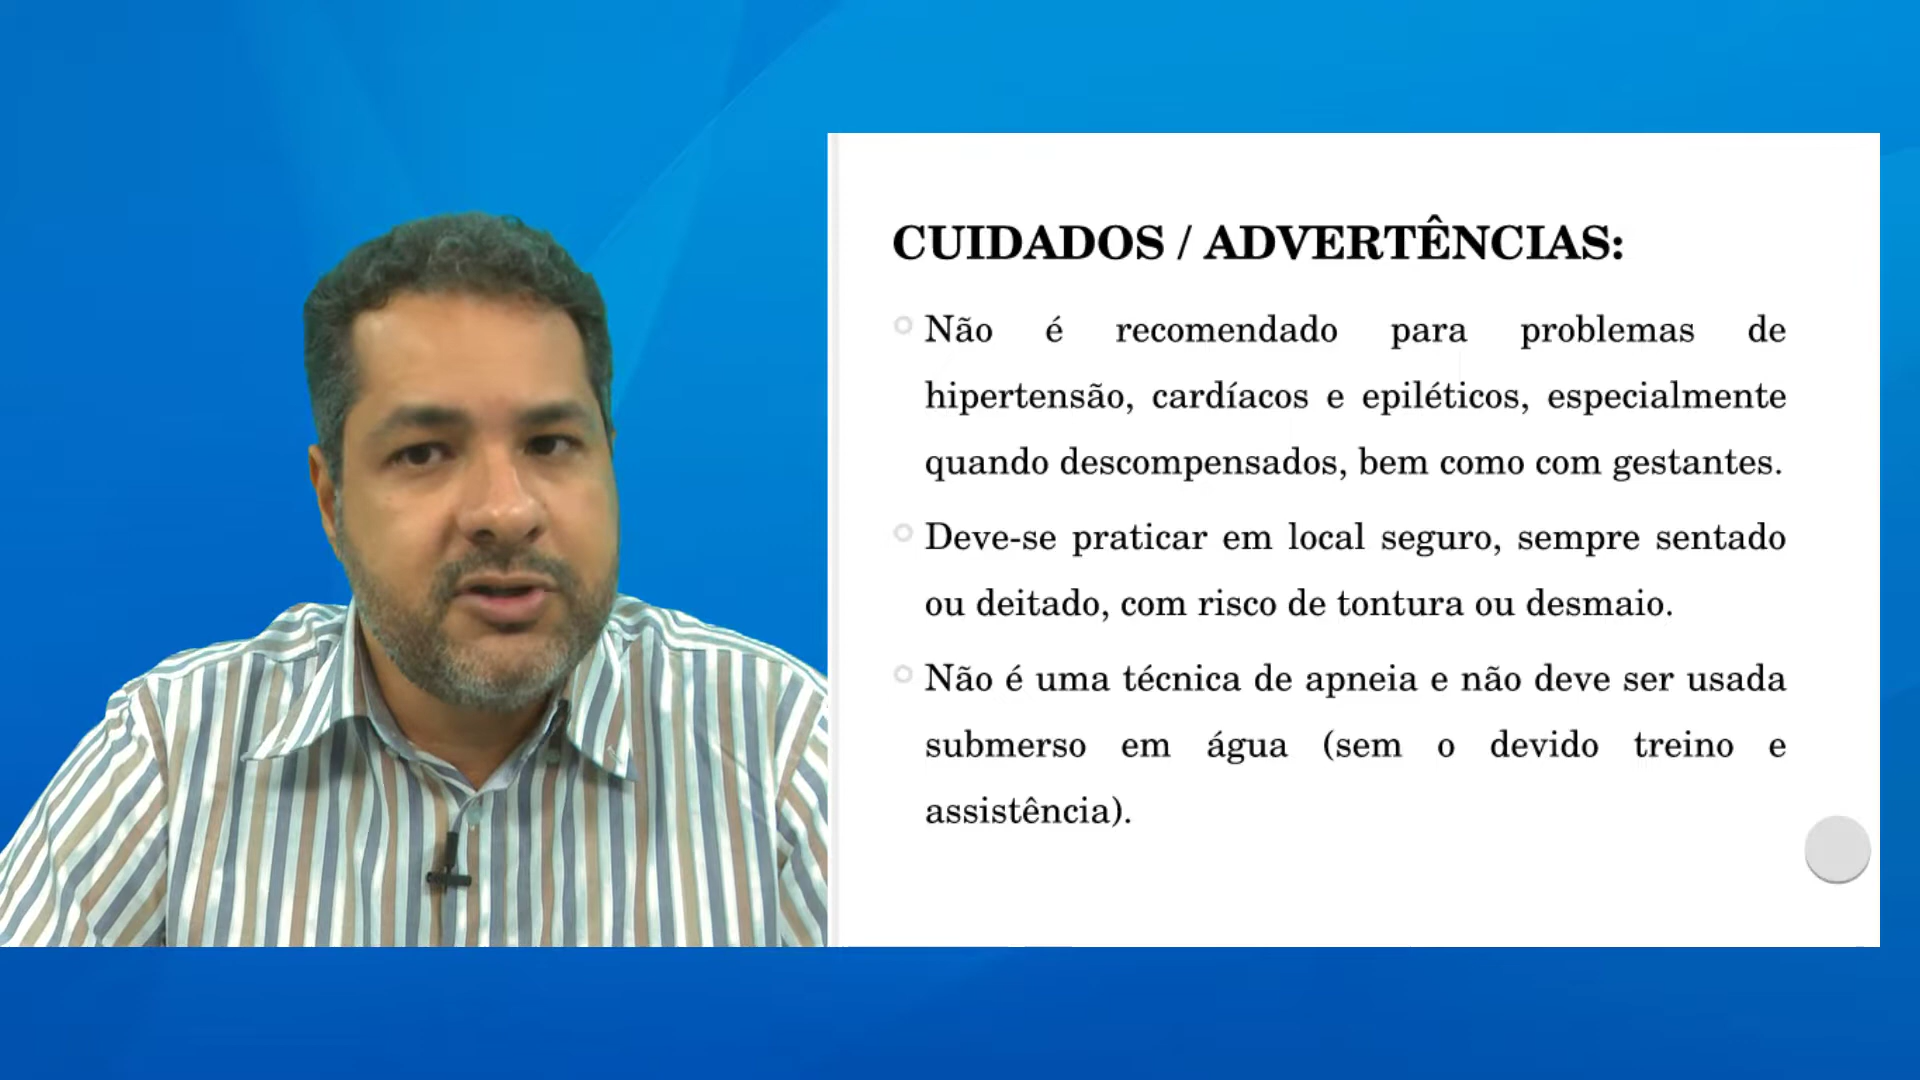 CUIDADOS / ADVERTÊNCIAS:
Não é recomendado para problemas de
hipertensão, cardíacos e epiléticos, especialmente
quando descompensados, bem como com gestantes.
Deve-se praticar em local seguro, sempre sentado
ou deitado, com risco de tontura ou desmaio.
Não é uma técnica de apneia e não deve ser usada
submerso em água (sem o devido treino e
assistência).